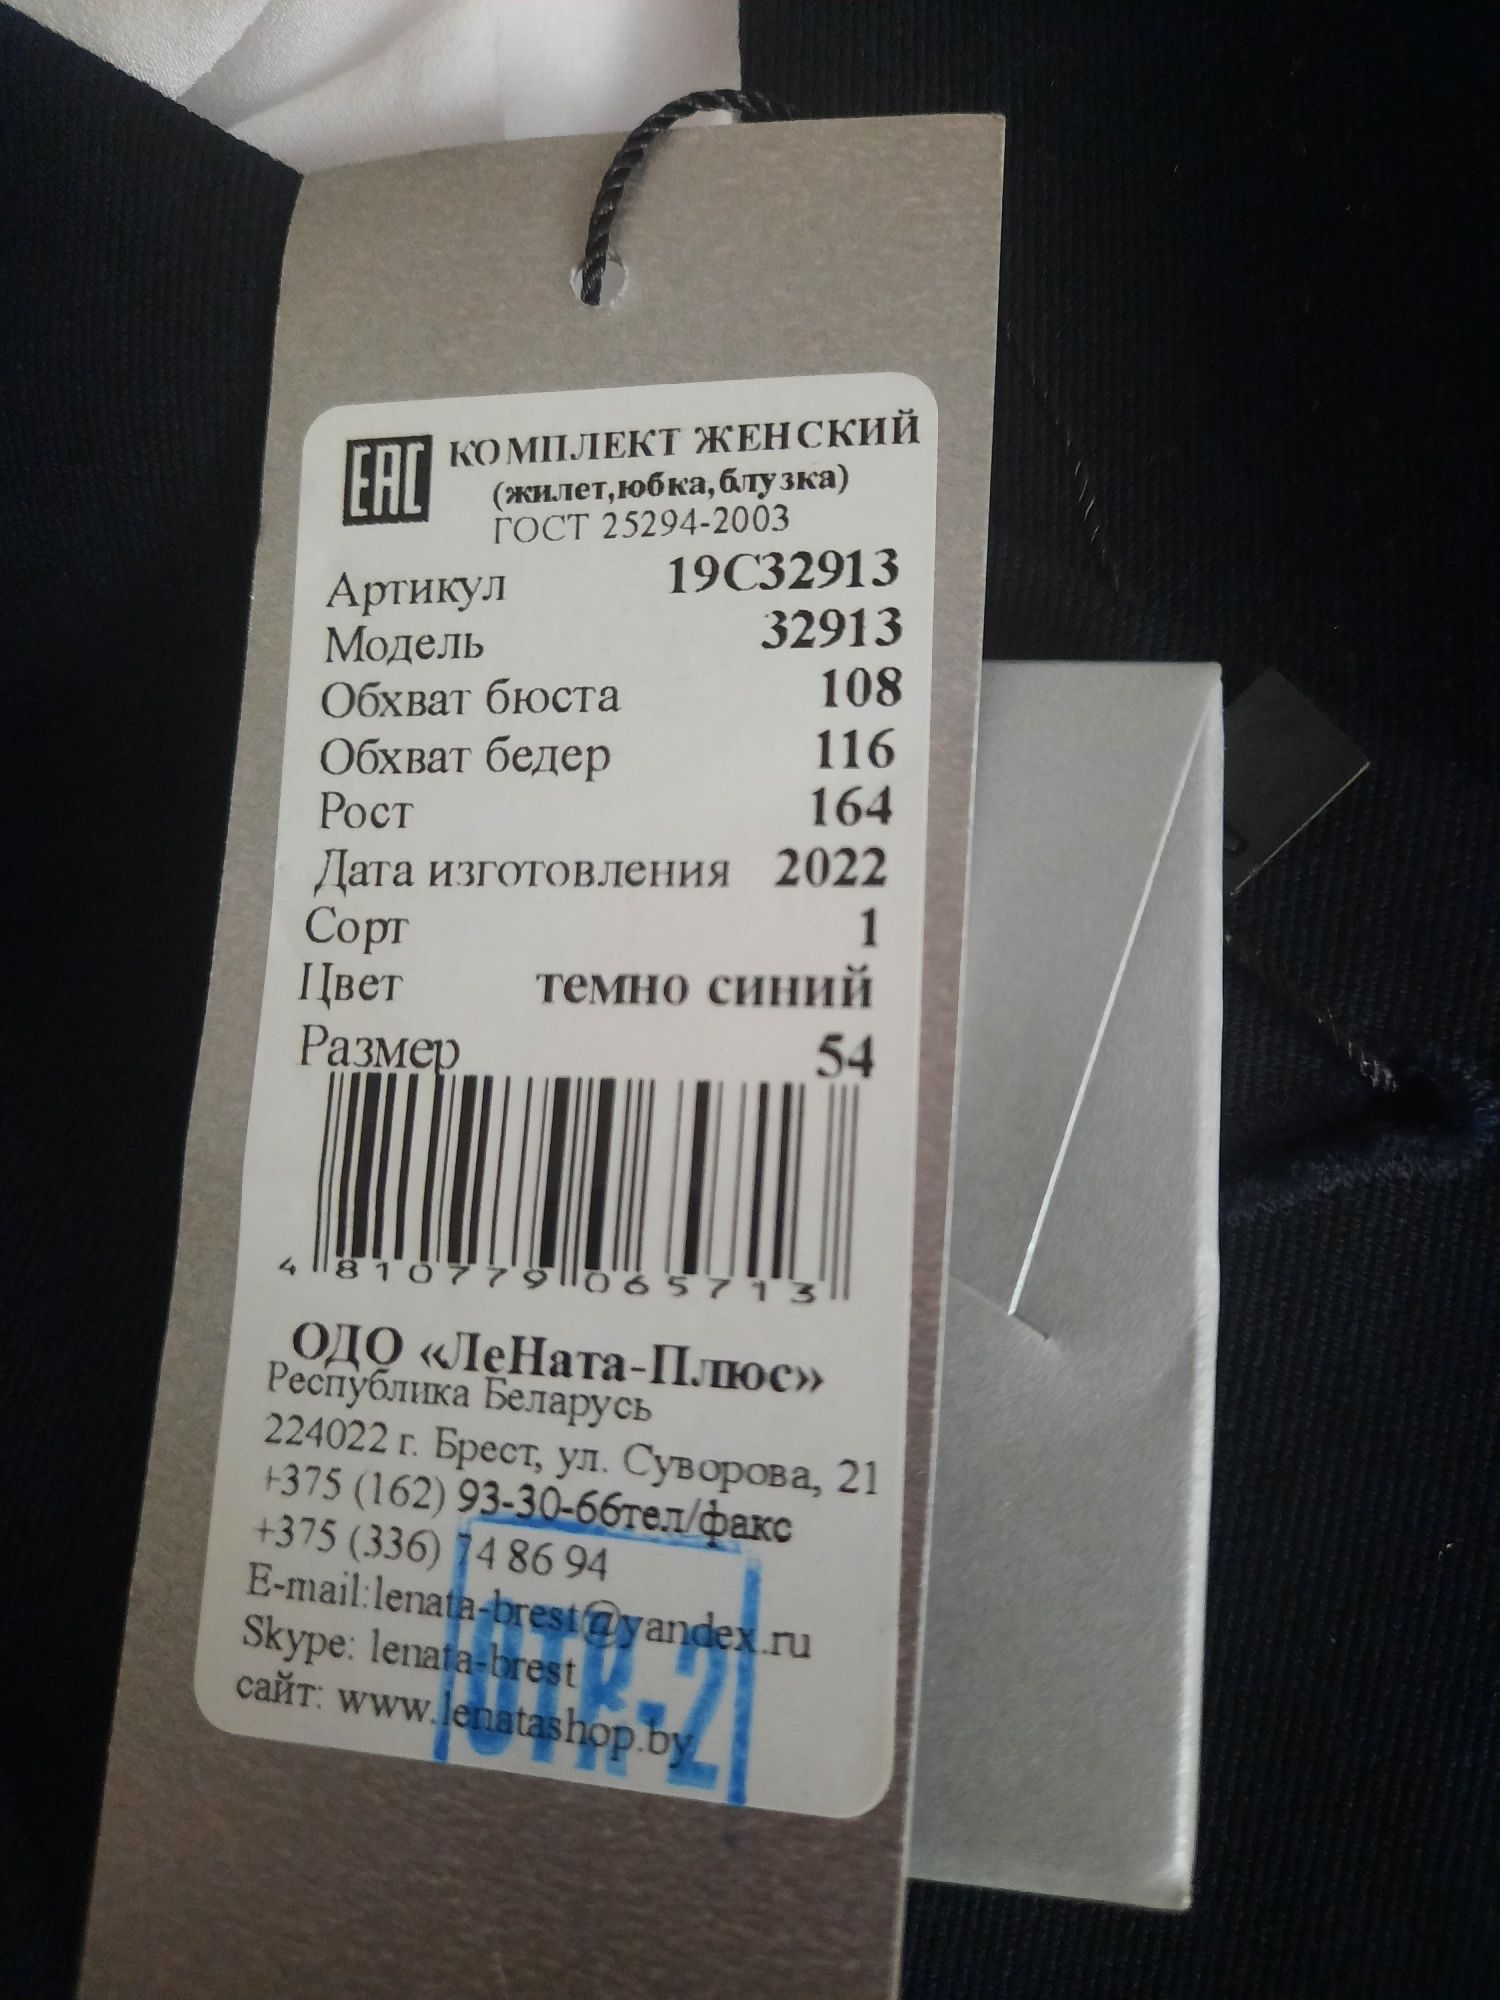 EAC КОМПЛЕКТ ЖЕНСКИЙ
(жилет,юбка,блузка)
ГОСТ 25294-2003
Артикул 19С32913
Модель 32913
Обхват бюста 108
Обхват бедер 116
Рост 164
Дата изготовления 2022
Сорт 1
Цвет темно синий
Размер 54
4 810779 065713
ОДО «ЛеНата-Плюс»
Республика Беларусь
224022 г. Брест, ул. Суворова, 21
+375 (162) 93-30-66тел/факс
+375 (336) 74 86 94
E-mail:lenata-brest@yandex.ru
Skype: lenata-brest
сайт: www.lenatashop.by
ОТК-2